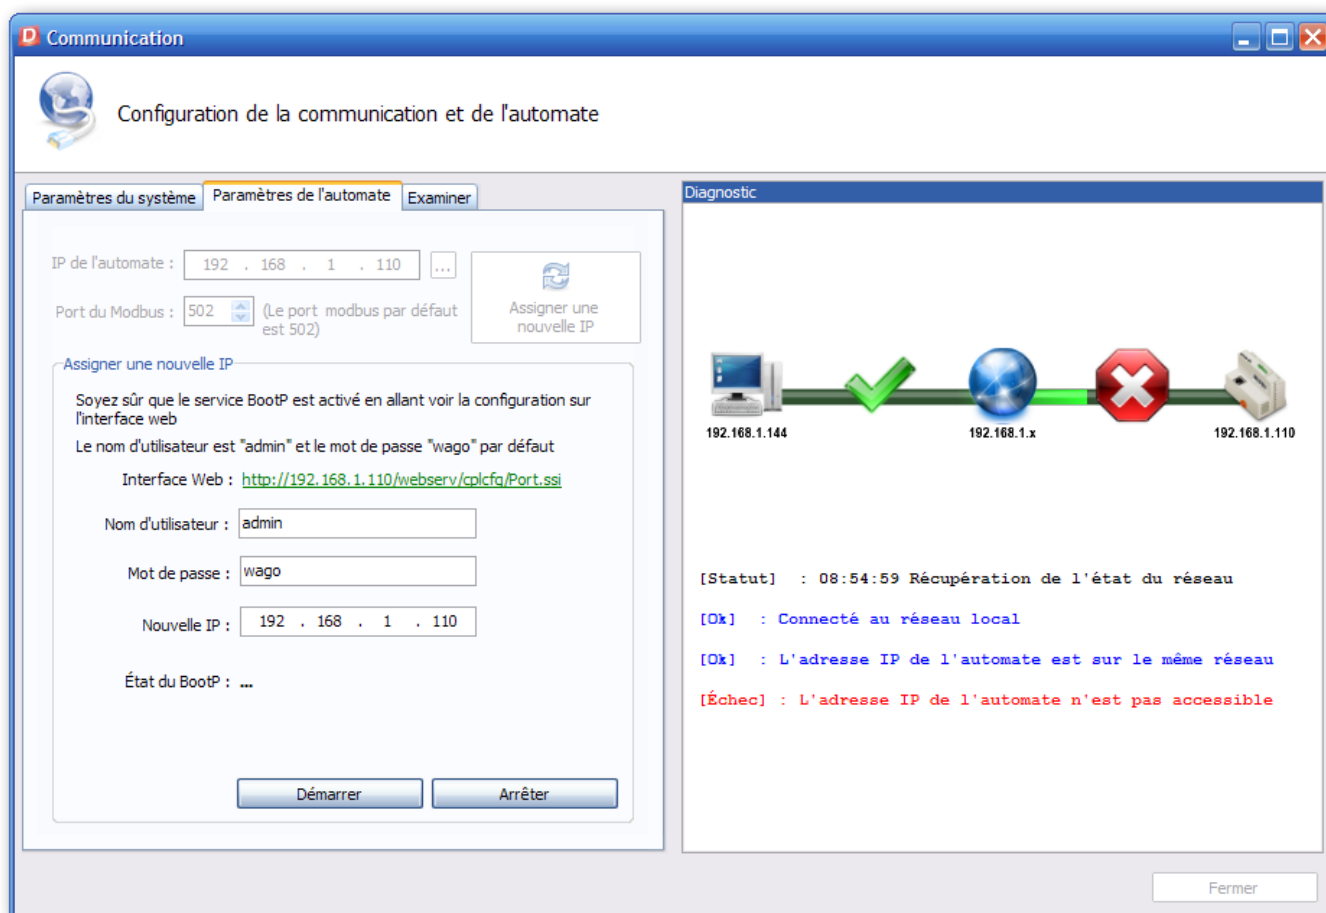 Communication
Configuration de la communication et de l'automate
Paramètres du système
Paramètres de l'automate
Examiner
IP de l'automate : 192 . 168 . 1 . 110 ...
Port du Modbus : 502 (Le port modbus par défaut
est 502)
Assigner une
nouvelle IP
Assigner une nouvelle IP
Soyez sûr que le service BootP est activé en allant voir la configuration sur
l'interface web
Le nom d'utilisateur est "admin" et le mot de passe "wago" par défaut
Interface Web : http://192.168.1.110/webserv/cplcfg/Port.ssi
Nom d'utilisateur : admin
Mot de passe : wago
Nouvelle IP : 192 . 168 . 1 . 110
État du BootP : ...
Démarrer
Arrêter
Diagnostic
192.168.1.144
192.168.1.x
192.168.1.110
[Statut] : 08:54:59 Récupération de l'état du réseau
[Ok] : Connecté au réseau local
[Ok] : L'adresse IP de l'automate est sur le même réseau
[Échec] : L'adresse IP de l'automate n'est pas accessible
Fermer